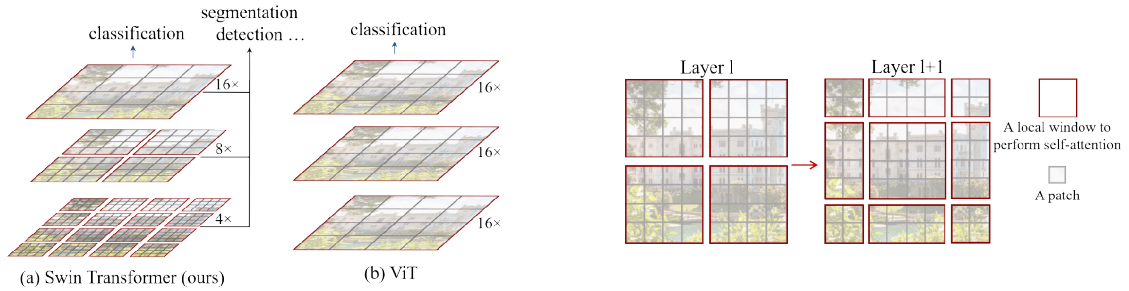 segmentation
classification
detection ...
16×
8×
4×
(a) Swin Transformer (ours)
classification
16×
16×
16×
(b) ViT
Layer l
Layer l+1
A local window to
perform self-attention
A patch